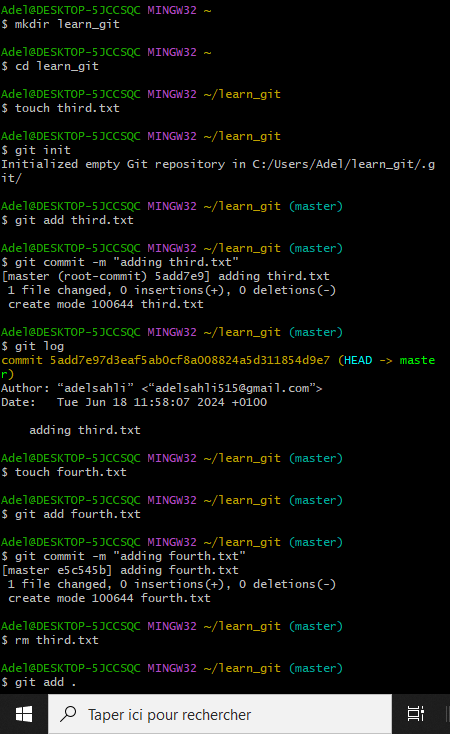 Adel@DESKTOP-5JCCSQC MINGW32 ~
$ mkdir learn_git
Adel@DESKTOP-5JCCSQC MINGW32 ~
$ cd learn_git
Adel@DESKTOP-5JCCSQC MINGW32 ~/learn_git
$ touch third.txt
Adel@DESKTOP-5JCCSQC MINGW32 ~/learn_git
$ git init
Initialized empty Git repository in C:/Users/Adel/learn_git/.g
it/
Adel@DESKTOP-5JCCSQC MINGW32 ~/learn_git (master)
$ git add third.txt
Adel@DESKTOP-5JCCSQC MINGW32 ~/learn_git (master)
$ git commit -m "adding third.txt"
[master (root-commit) 5add7e9] adding third.txt
 1 file changed, 0 insertions(+), 0 deletions(-)
 create mode 100644 third.txt
Adel@DESKTOP-5JCCSQC MINGW32 ~/learn_git (master)
$ git log
commit 5add7e97d3eaf5ab0cf8a008824a5d311854d9e7 (HEAD -> maste
r)
Author: “adelsahli” <“adelsahli515@gmail.com”>
Date:   Tue Jun 18 11:58:07 2024 +0100
    adding third.txt
Adel@DESKTOP-5JCCSQC MINGW32 ~/learn_git (master)
$ touch fourth.txt
Adel@DESKTOP-5JCCSQC MINGW32 ~/learn_git (master)
$ git add fourth.txt
Adel@DESKTOP-5JCCSQC MINGW32 ~/learn_git (master)
$ git commit -m "adding fourth.txt"
[master e5c545b] adding fourth.txt
 1 file changed, 0 insertions(+), 0 deletions(-)
 create mode 100644 fourth.txt
Adel@DESKTOP-5JCCSQC MINGW32 ~/learn_git (master)
$ rm third.txt
Adel@DESKTOP-5JCCSQC MINGW32 ~/learn_git (master)
$ git add .
Taper ici pour rechercher